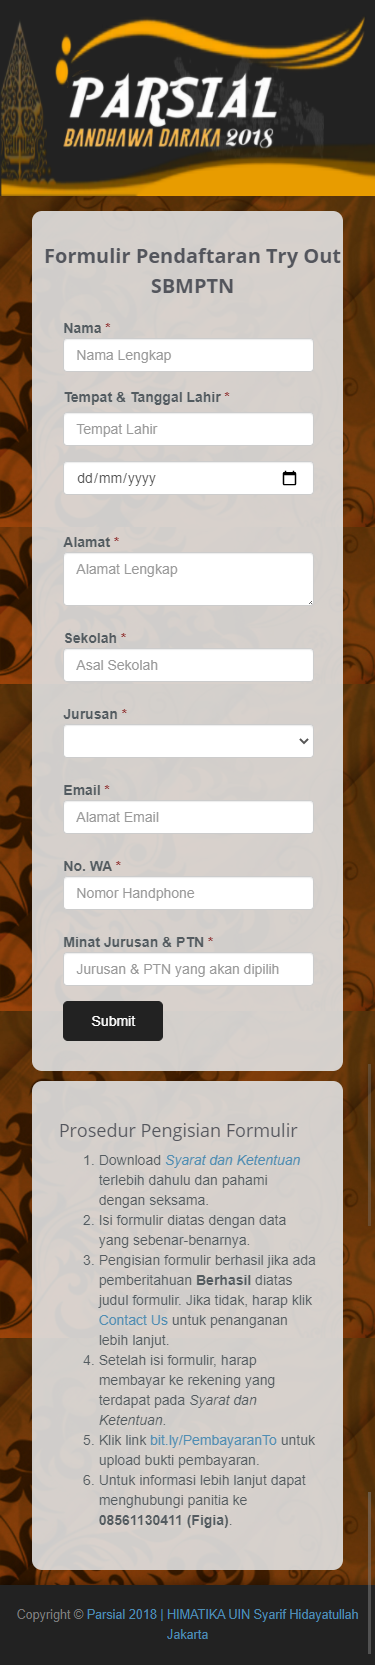 PARSIAL
BANDHAWA DARAKA 2018
Formulir Pendaftaran Try Out
SBMPTN
Nama *
Nama Lengkap
Tempat & Tanggal Lahir *
Tempat Lahir
dd/mm/yyyy
Alamat *
Alamat Lengkap
Sekolah *
Asal Sekolah
Jurusan *
Email *
Alamat Email
No. WA *
Nomor Handphone
Minat Jurusan & PTN *
Jurusan & PTN yang akan dipilih
Submit
Prosedur Pengisian Formulir
1. Download Syarat dan Ketentuan
terlebih dahulu dan pahami
dengan seksama.
2. Isi formulir diatas dengan data
yang sebenar-benarnya.
3. Pengisian formulir berhasil jika ada
pemberitahuan Berhasil diatas
judul formulir. Jika tidak, harap klik
Contact Us untuk penanganan
lebih lanjut.
4. Setelah isi formulir, harap
membayar ke rekening yang
terdapat pada Syarat dan
Ketentuan.
5. Klik link bit.ly/PembayaranTo untuk
upload bukti pembayaran.
6. Untuk informasi lebih lanjut dapat
menghubungi panitia ke
08561130411 (Figia).
Copyright © Parsial 2018 | HIMATIKA UIN Syarif Hidayatullah
Jakarta